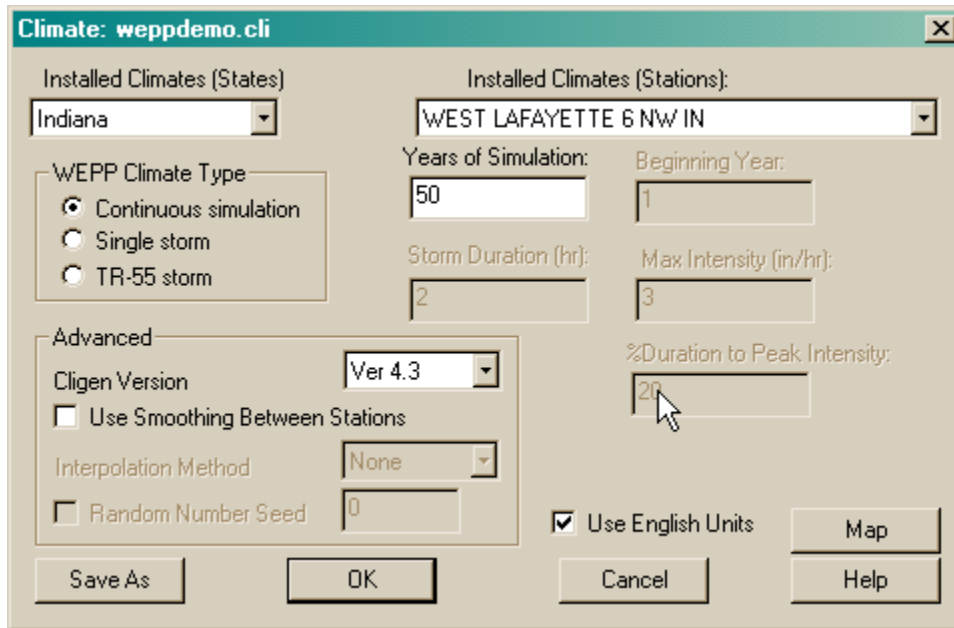 Climate: weppdemo.cli
Installed Climates (States)
Installed Climates (Stations):
Indiana
WEST LAFAYETTE 6 NW IN
WEPP Climate Type
Continuous simulation
Single storm
TR-55 storm
Years of Simulation:
50
Beginning Year:
1
Storm Duration (hr):
2
Max Intensity (in/hr):
3
%Duration to Peak Intensity:
20
Advanced
Cligen Version
Ver 4.3
Use Smoothing Between Stations
Interpolation Method
None
Random Number Seed
0
Use English Units
Map
Save As
OK
Cancel
Help